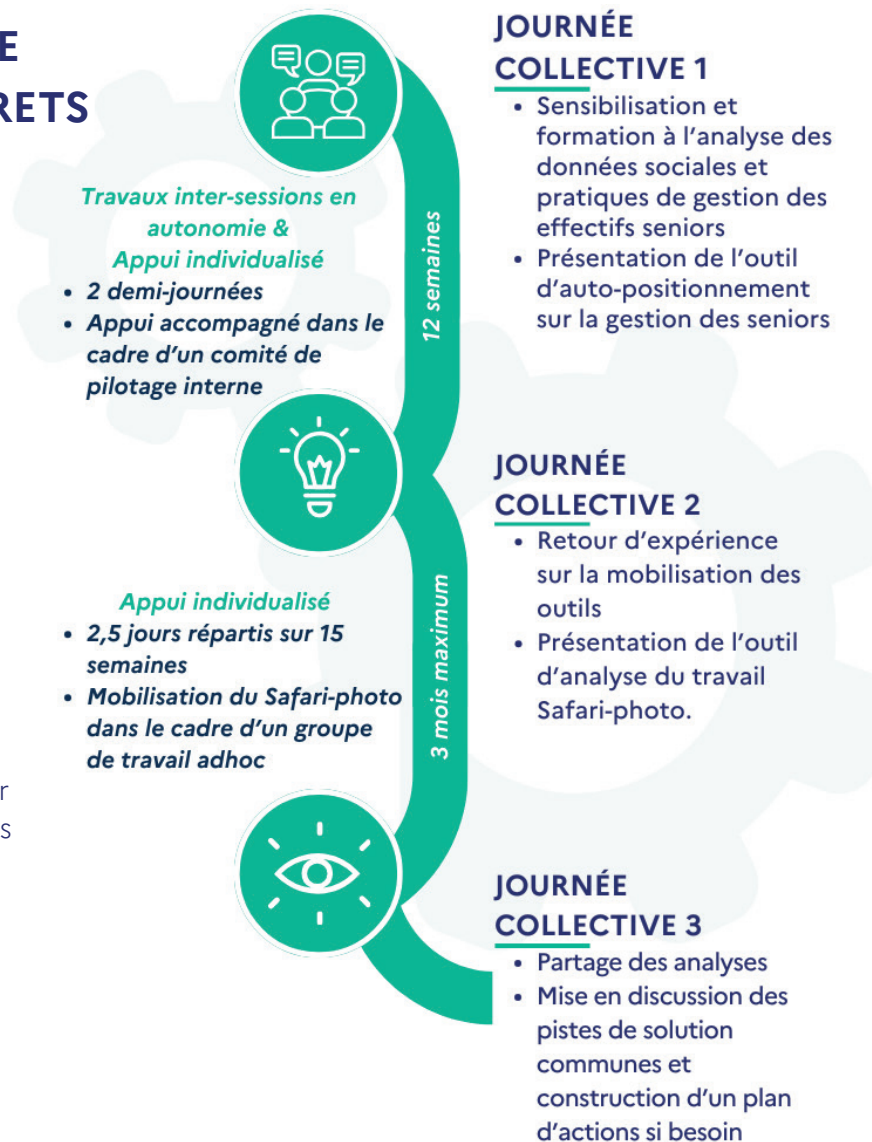 E
RETS
JOURNÉE
COLLECTIVE 1
• Sensibilisation et
formation à l'analyse des
données sociales et
pratiques de gestion des
effectifs seniors
• Présentation de l'outil
d'auto-positionnement
sur la gestion des seniors
Travaux inter-sessions en
autonomie &
Appui individualisé
• 2 demi-journées
• Appui accompagné dans le
cadre d'un comité de
pilotage interne
12 semaines
JOURNÉE
COLLECTIVE 2
• Retour d'expérience
sur la mobilisation des
outils
• Présentation de l'outil
d'analyse du travail
Safari-photo.
Appui individualisé
• 2,5 jours répartis sur 15
semaines
• Mobilisation du Safari-photo
dans le cadre d'un groupe
de travail adhoc
3 mois maximum
r
s
JOURNÉE
COLLECTIVE 3
• Partage des analyses
• Mise en discussion des
pistes de solution
communes et
construction d'un plan
d'actions si besoin